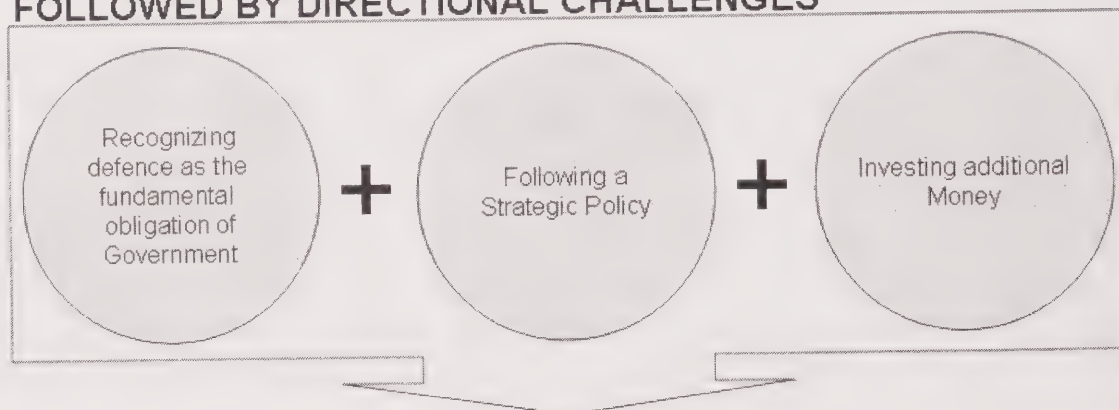 FOLLOWED BY DIRECTIONAL CHALLENGES
Recognizing
defence as the
fundamental
obligation of
Government
+
Following a
Strategic Policy
+
Investing additional
Money